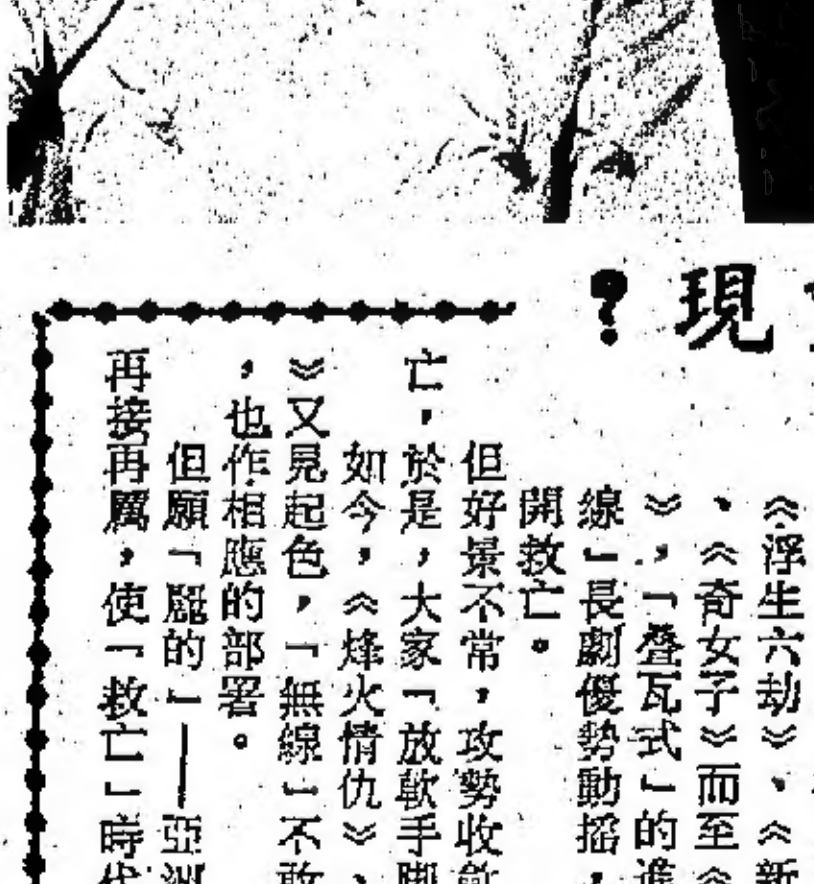 現?
《浮生六劫》、《新
、《奇女子》而至《
》,「叠瓦式」的進
線」長劇優勢動搖,
開救亡。
但好景不常,攻勢收歛
亡,於是,大家「放軟手脚
如今,《烽火情仇》、
》又見起色,「無線」不敢
,也作相應的部署。
但願「麗的」——亞洲
再接再厲,使「救亡」時代